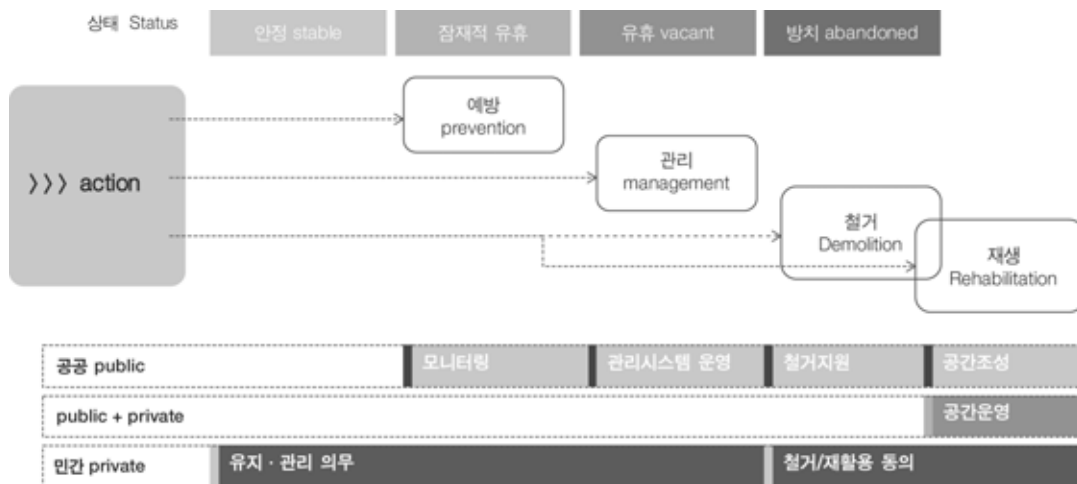 상태 Status
안정 stable
잠재적 유휴
유휴 vacant
방치 abandoned
예방
prevention
관리
management
〉〉〉 action
철거
Demolition
재생
Rehabilitation
공공 public
모니터링
관리시스템 운영
철거지원
공간조성
public + private
공간운영
민간 private
유지 · 관리 의무
철거/재활용 동의